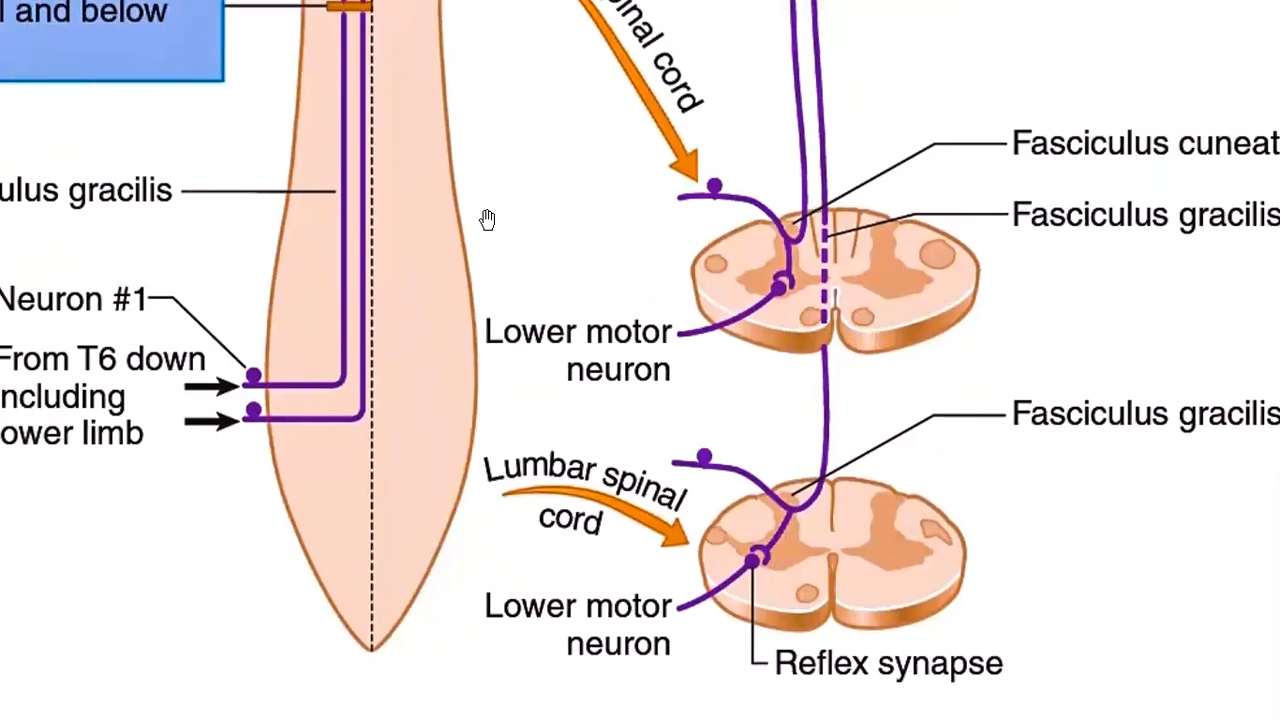 l and below
spinal cord
ulus gracilis
Neuron #1
From T6 down
ncluding
ower limb
Fasciculus cuneat
Fasciculus gracilis
Lower motor
neuron
Fasciculus gracilis
Lumbar spinal
cord
Lower motor
neuron
Reflex synapse